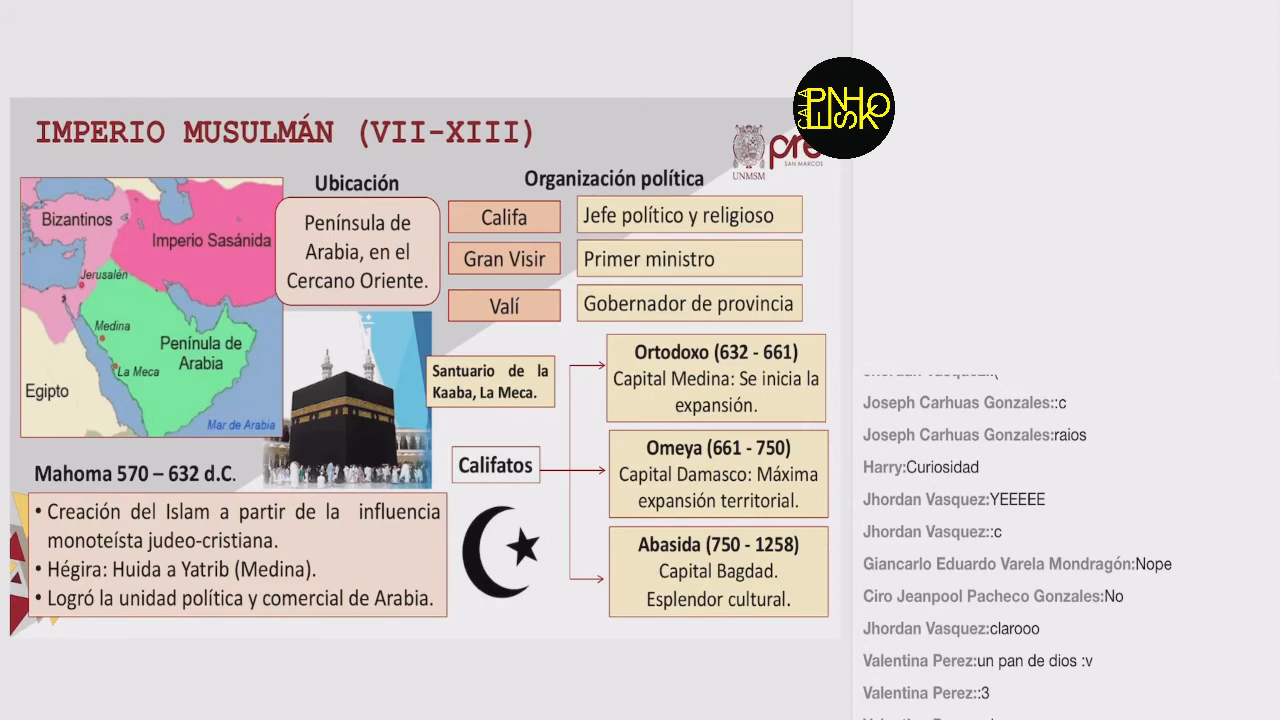 IMPERIO MUSULMÁN (VII-XIII)
CALA
PENHO
ESK
pre
SAN MARCOS
UNMSM
Bizantinos
Imperio Sasánida
Jerusalén
Medina
Penínula de
Arabia
La Meca
Egipto
Mar de Arabia
Ubicación
Península de
Arabia, en el
Cercano Oriente.
Organización política
Califa
Jefe político y religioso
Gran Visir
Primer ministro
Valí
Gobernador de provincia
Santuario de la
Kaaba, La Meca.
Califatos
Ortodoxo (632 - 661)
Capital Medina: Se inicia la
expansión.
Omeya (661 - 750)
Capital Damasco: Máxima
expansión territorial.
Abasida (750 - 1258)
Capital Bagdad.
Esplendor cultural.
Mahoma 570 – 632 d.C.
• Creación del Islam a partir de la influencia
monoteísta judeo-cristiana.
• Hégira: Huida a Yatrib (Medina).
• Logró la unidad política y comercial de Arabia.
Jhordan Vasquez::(
Joseph Carhuas Gonzales::c
Joseph Carhuas Gonzales:raios
Harry:Curiosidad
Jhordan Vasquez:YEEEEE
Jhordan Vasquez::c
Giancarlo Eduardo Varela Mondragón:Nope
Ciro Jeanpool Pacheco Gonzales:No
Jhordan Vasquez:clarooo
Valentina Perez:un pan de dios :v
Valentina Perez::3